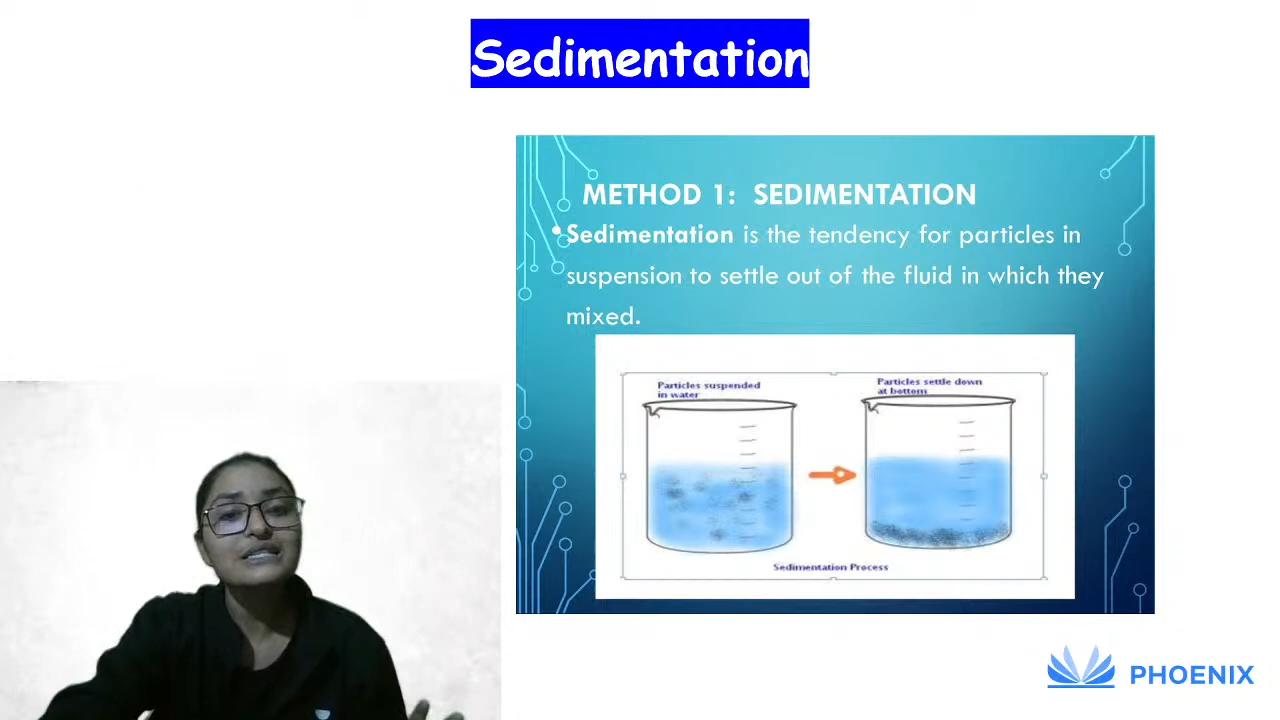 Sedimentation
METHOD 1: SEDIMENTATION
•Sedimentation is the tendency for particles in
suspension to settle out of the fluid in which they
mixed.
Particles suspended
in water
Particles settle down
at bottom
Sedimentation Process
PHOENIX